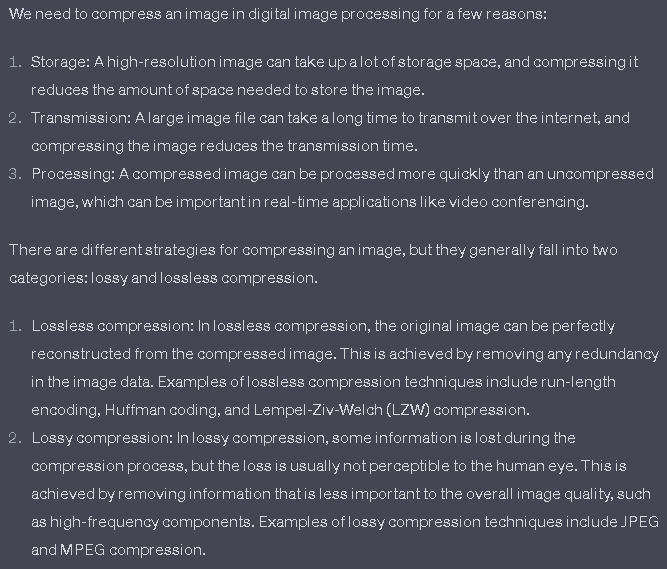 We need to compress an image in digital image processing for a few reasons:
1. Storage: A high-resolution image can take up a lot of storage space, and compressing it
reduces the amount of space needed to store the image.
2. Transmission: A large image file can take a long time to transmit over the internet, and
compressing the image reduces the transmission time.
3. Processing: A compressed image can be processed more quickly than an uncompressed
image, which can be important in real-time applications like video conferencing.
There are different strategies for compressing an image, but they generally fall into two
categories: lossy and lossless compression.
1. Lossless compression: In lossless compression, the original image can be perfectly
reconstructed from the compressed image. This is achieved by removing any redundancy
in the image data. Examples of lossless compression techniques include run-length
encoding, Huffman coding, and Lempel-Ziv-Welch (LZW) compression.
2. Lossy compression: In lossy compression, some information is lost during the
compression process, but the loss is usually not perceptible to the human eye. This is
achieved by removing information that is less important to the overall image quality, such
as high-frequency components. Examples of lossy compression techniques include JPEG
and MPEG compression.